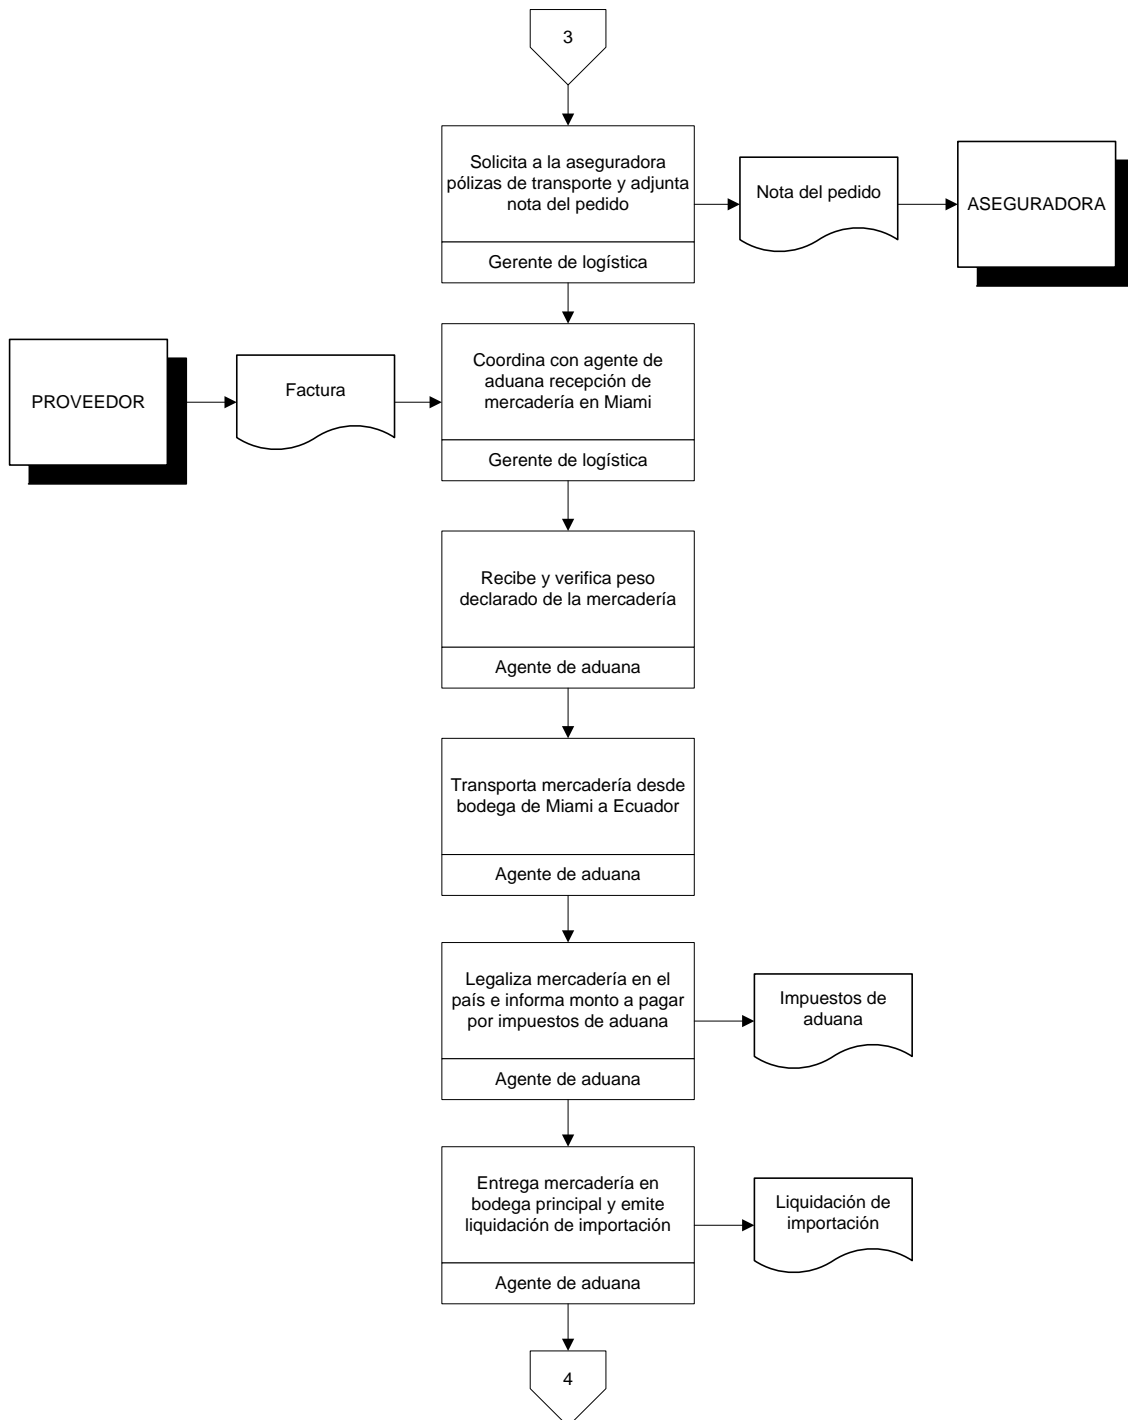 3
Solicita a la aseguradora
pólizas de transporte y adjunta
nota del pedido
Gerente de logística
Nota del pedido
ASEGURADORA
PROVEEDOR
Factura
Coordina con agente de
aduana recepción de
mercadería en Miami
Gerente de logística
Recibe y verifica peso
declarado de la mercadería
Agente de aduana
Transporta mercadería desde
bodega de Miami a Ecuador
Agente de aduana
Legaliza mercadería en el
país e informa monto a pagar
por impuestos de aduana
Agente de aduana
Impuestos de
aduana
Entrega mercadería en
bodega principal y emite
liquidación de importación
Agente de aduana
Liquidación de
importación
4